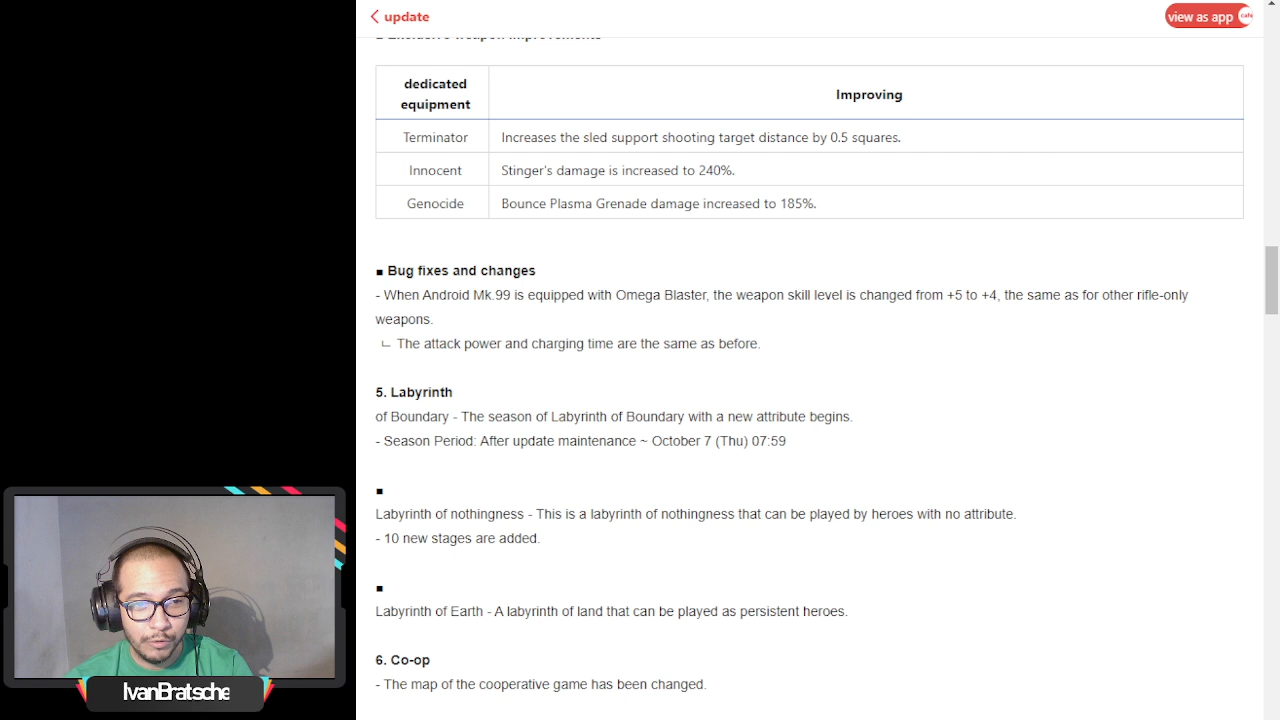 update
view as app
cafe
2 Exclusive weapon improvements
dedicated equipment
Improving
Terminator
Increases the sled support shooting target distance by 0.5 squares.
Innocent
Stinger's damage is increased to 240%.
Genocide
Bounce Plasma Grenade damage increased to 185%.
■ Bug fixes and changes
- When Android Mk.99 is equipped with Omega Blaster, the weapon skill level is changed from +5 to +4, the same as for other rifle-only
weapons.
ㄴ The attack power and charging time are the same as before.
5. Labyrinth
of Boundary - The season of Labyrinth of Boundary with a new attribute begins.
- Season Period: After update maintenance ~ October 7 (Thu) 07:59
■
Labyrinth of nothingness - This is a labyrinth of nothingness that can be played by heroes with no attribute.
- 10 new stages are added.
■
Labyrinth of Earth - A labyrinth of land that can be played as persistent heroes.
6. Co-op
- The map of the cooperative game has been changed.
IvanBratsche